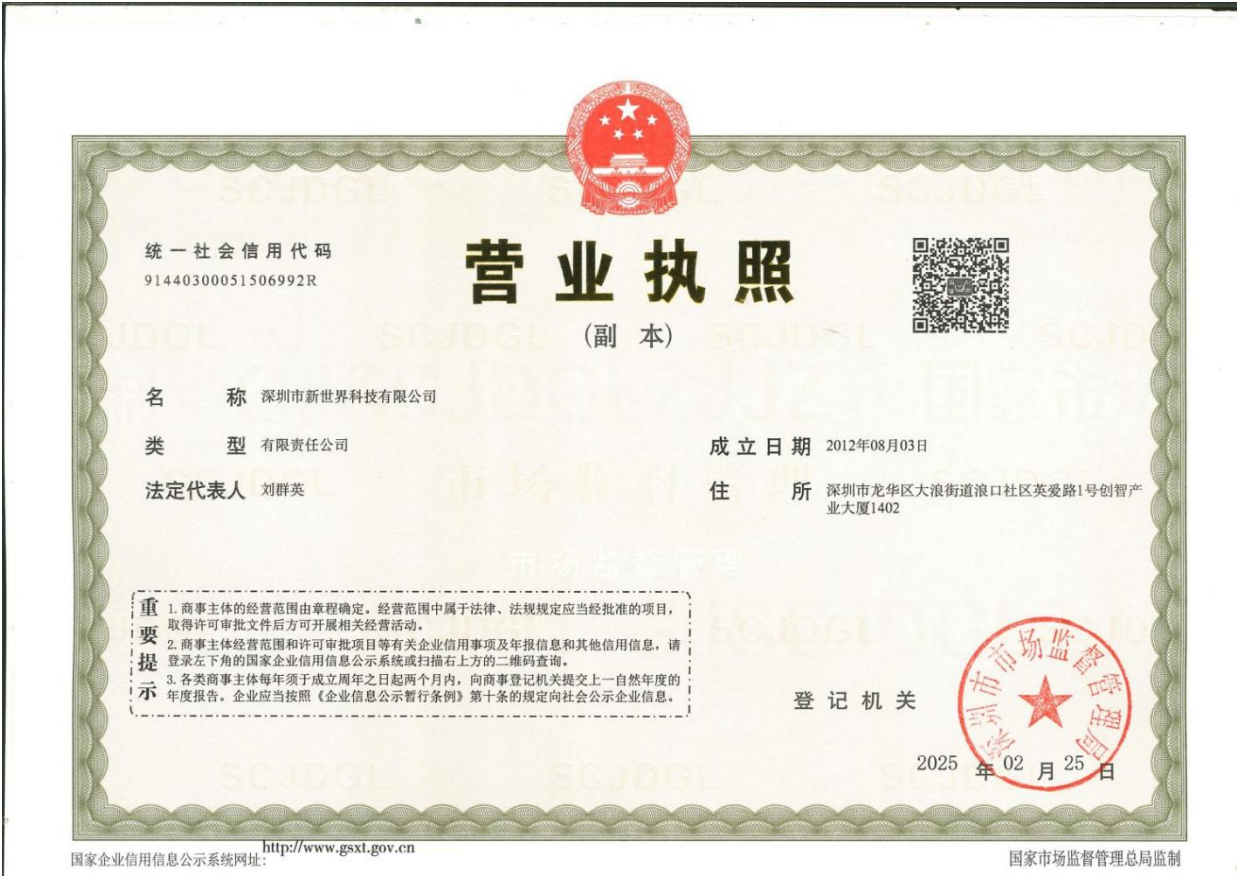 统一社会信用代码
91440300051506992R
营业执照
(副 本)
名 称 深圳市新世界科技有限公司
类 型 有限责任公司
成立日期 2012年08月03日
法定代表人 刘群英
住 所 深圳市龙华区大浪街道浪口社区英爱路1号创智产
业大厦1402
重要提示
1. 商事主体的经营范围由章程确定。经营范围中属于法律、法规规定应当经批准的项目，
取得许可审批文件后方可开展相关经营活动。
2. 商事主体经营范围和许可审批项目等有关企业信用事项及年报信息和其他信用信息，请
登录左下角的国家企业信用信息公示系统或扫描右上方的二维码查询。
3. 各类商事主体每年须于成立周年之日起两个月内，向商事登记机关提交上一自然年度的
年度报告。企业应当按照《企业信息公示暂行条例》第十条的规定向社会公示企业信息。
登记机关
深圳市市场监督管理局
2025 年 02 月 25 日
国家企业信用信息公示系统网址: http://www.gsxt.gov.cn
国家市场监督管理总局监制